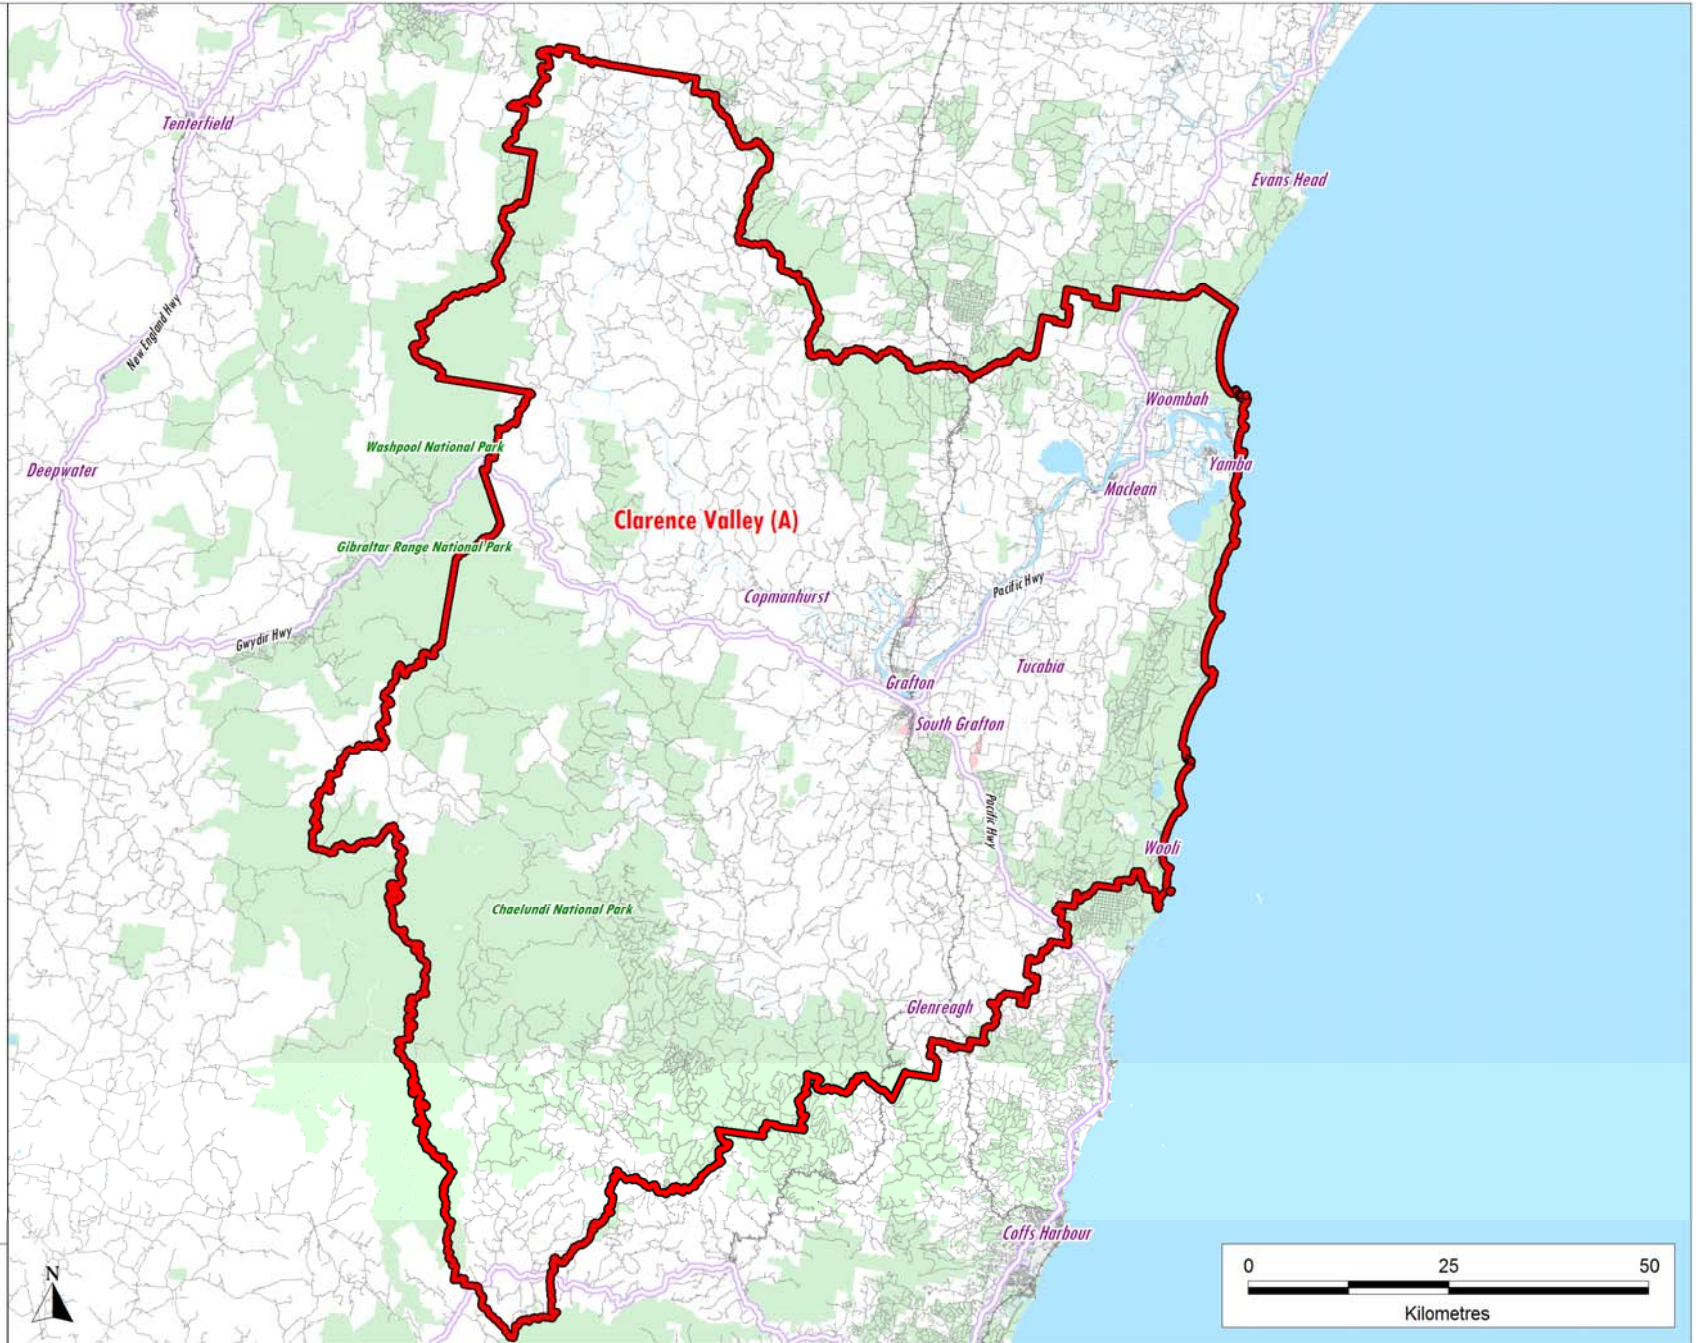 Tenterfield
Evans Head
New England Hwy
Woombah
Washpool National Park
Yamba
Deepwater
Maclean
Clarence Valley (A)
Gibraltar Range National Park
Pacific Hwy
Copmanhurst
Gwydir Hwy
Tucabia
Grafton
South Grafton
Pacific Hwy
Wooli
Chaelundi National Park
Glenreagh
Coffs Harbour
N
0 25 50
Kilometres